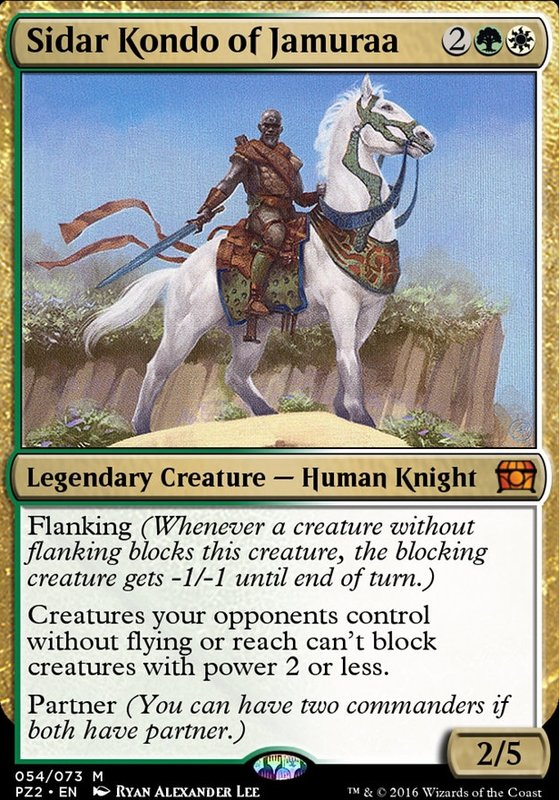 Sidar Kondo of Jamuraa 2
Legendary Creature — Human Knight
Flanking (Whenever a creature without
flanking blocks this creature, the blocking
creature gets -1/-1 until end of turn.)
Creatures your opponents control
without flying or reach can't block
creatures with power 2 or less.
Partner (You can have two commanders if
both have partner.)
2/5
054/073 M
PZ2 • EN Ryan Alexander Lee
™ & © 2016 Wizards of the Coast